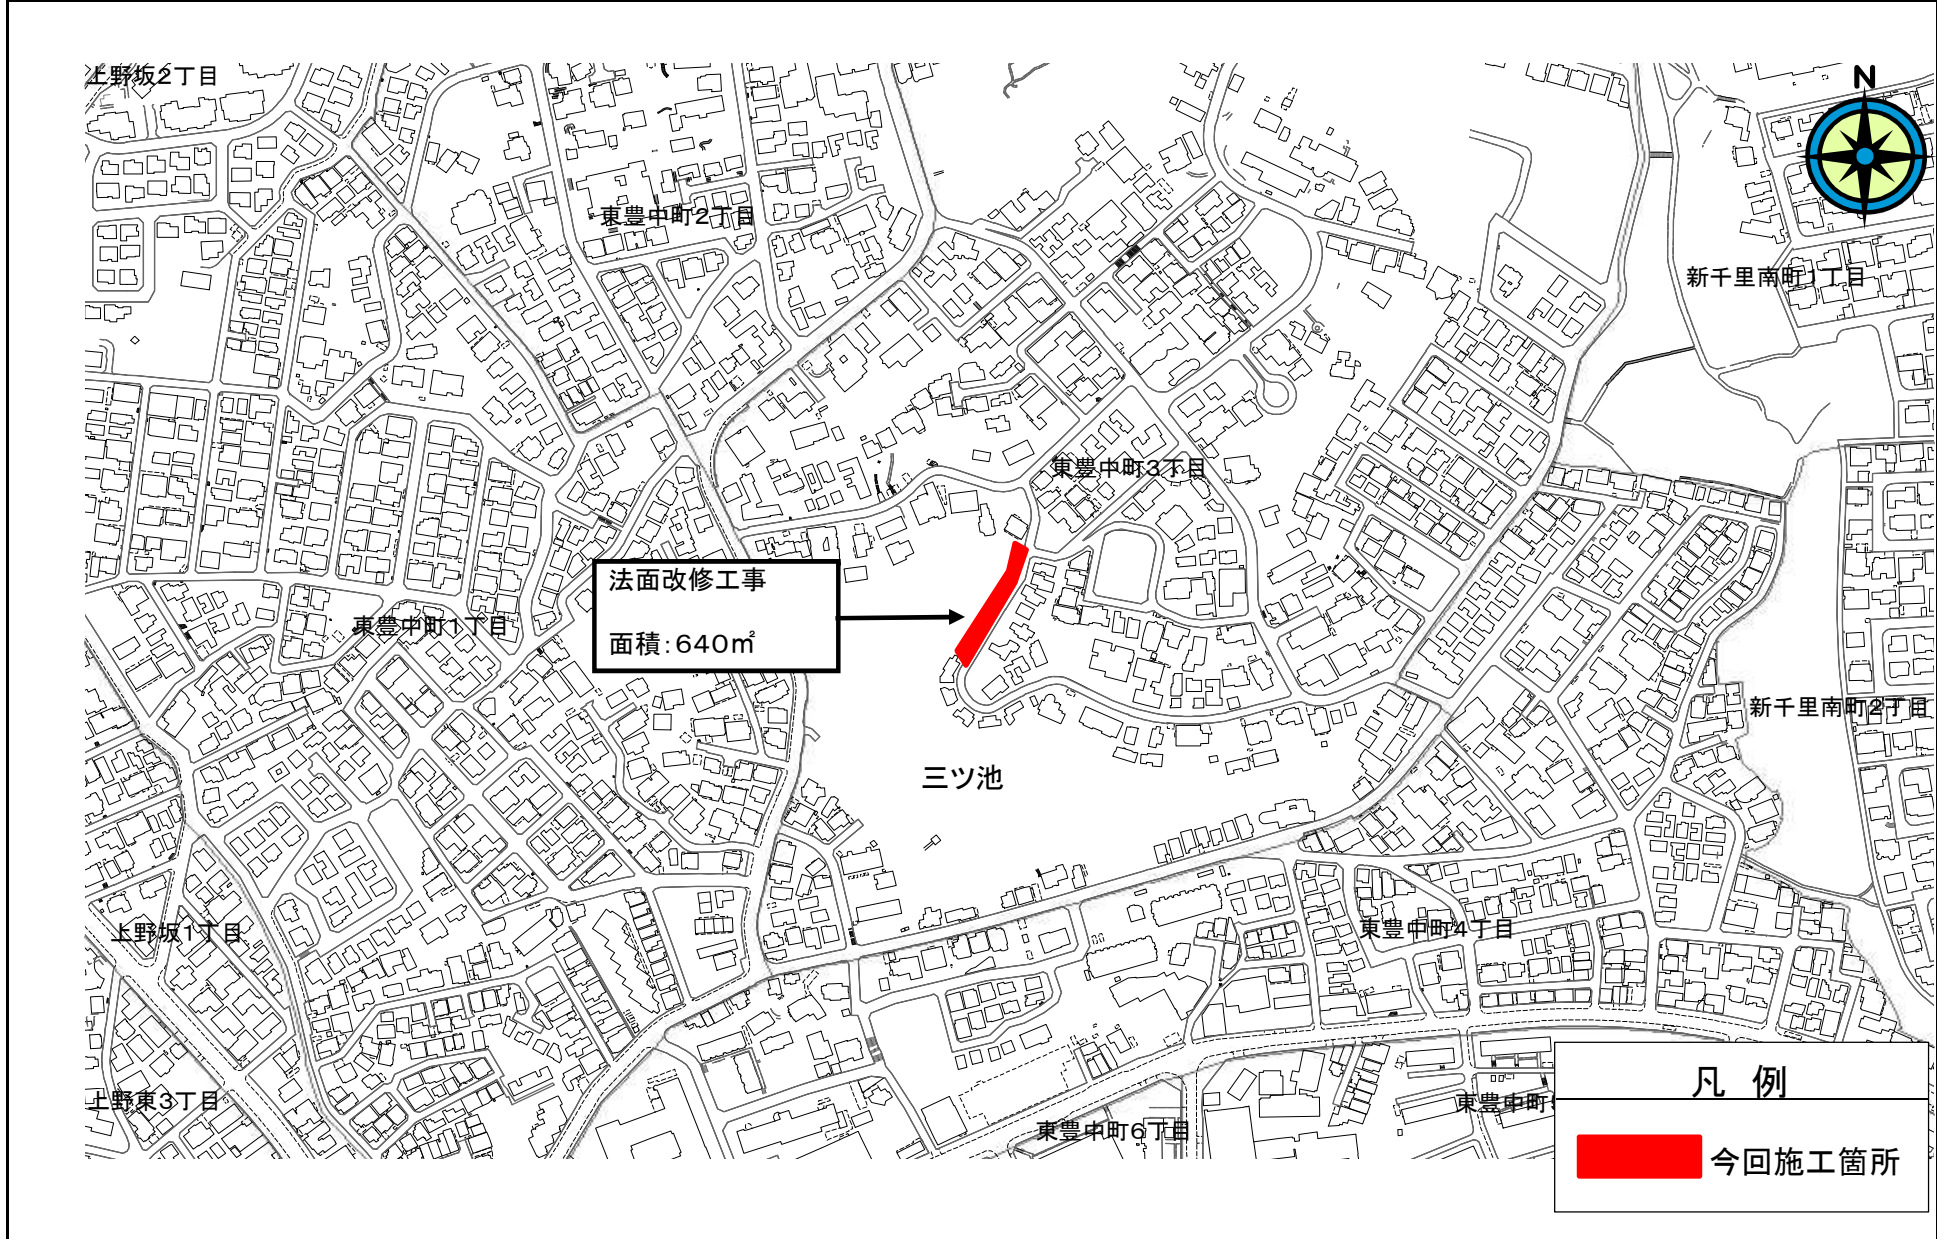 上野坂2丁目
N
東豊中町2丁目
新千里南町1丁目
東豊中町3丁目
法面改修工事
面積:640㎡
東豊中町1丁目
新千里南町2丁目
三ツ池
上野坂1丁目
東豊中町4丁目
上野東3丁目
東豊中町
東豊中町6丁目
凡 例
今回施工箇所